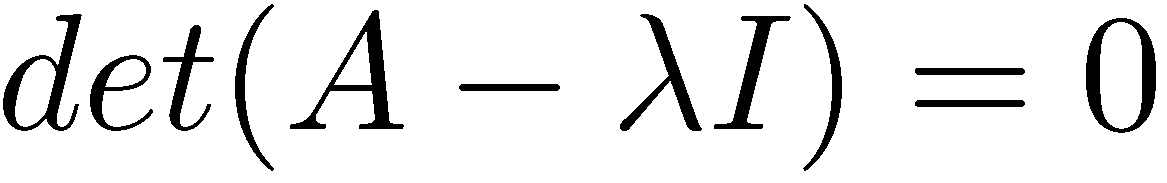 det(A − λI) = 0